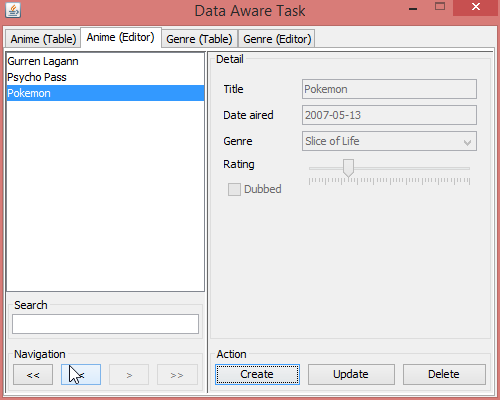 Data Aware Task
Anime (Table) Anime (Editor) Genre (Table) Genre (Editor)
Gurren Lagann
Psycho Pass
Pokemon
Search
Navigation
<< > >>
Detail
Title Pokemon
Date aired 2007-05-13
Genre Slice of Life
Rating
Dubbed
Action
Create Update Delete